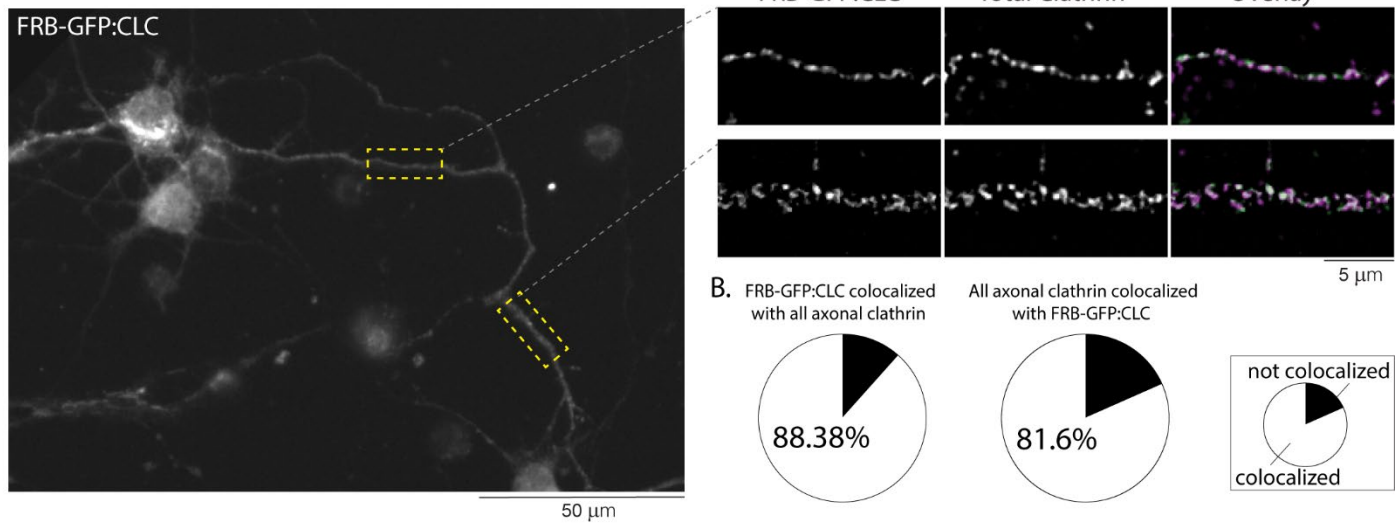 FRB-GFP:CLC
Overlay
5 μm
50 μm
B.
FRB-GFP:CLC colocalized
with all axonal clathrin
88.38%
All axonal clathrin colocalized
with FRB-GFP:CLC
81.6%
not colocalized
colocalized